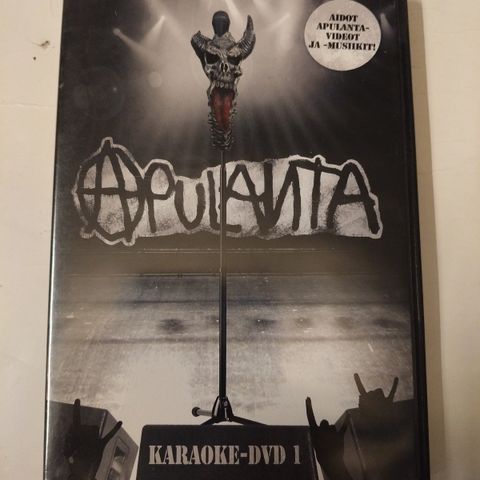 AIDOT
APULANTA-
VIDEOT
JA -MUSIIKIT!
APULANTA
KARAOKE-DVD 1